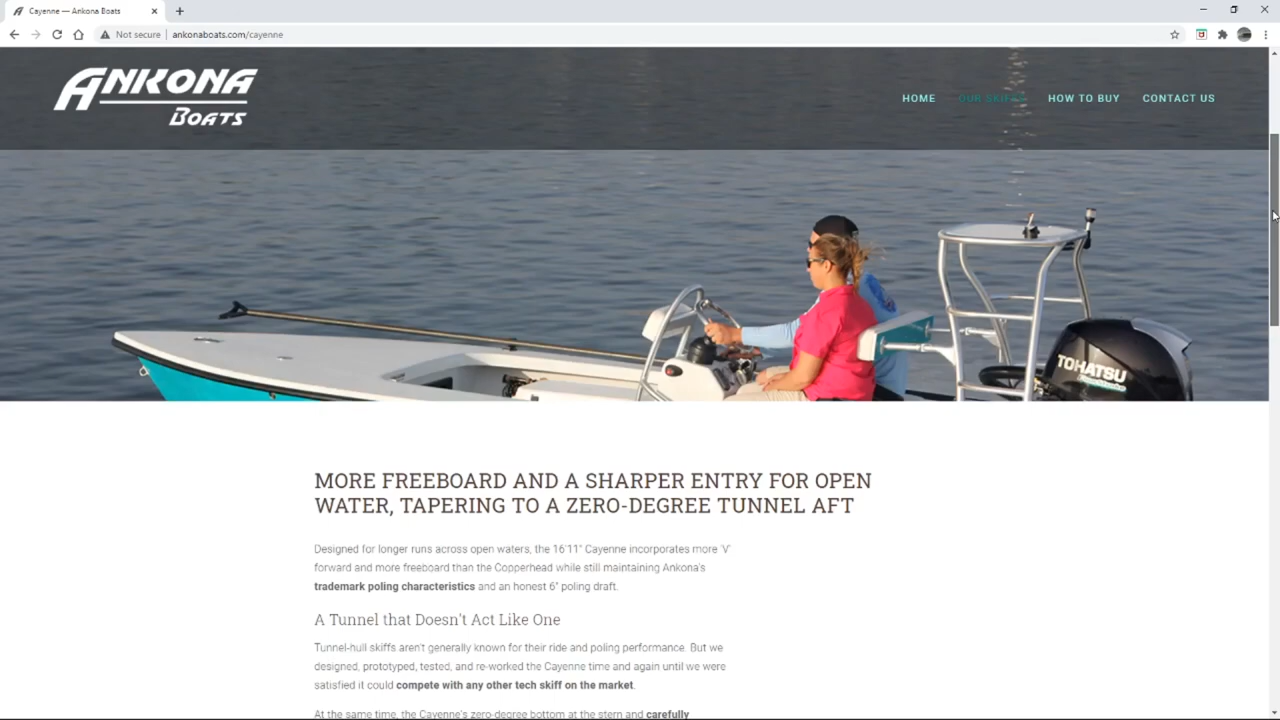 Cayenne — Ankona Boats
Not secure
ankonaboats.com/cayenne
ANKONA
BOATS
HOME
OUR SKIFFS
HOW TO BUY
CONTACT US
TOHATSU
MORE FREEBOARD AND A SHARPER ENTRY FOR OPEN
WATER, TAPERING TO A ZERO-DEGREE TUNNEL AFT
Designed for longer runs across open waters, the 16'11" Cayenne incorporates more 'V'
forward and more freeboard than the Copperhead while still maintaining Ankona's
trademark poling characteristics and an honest 6" poling draft.
A Tunnel that Doesn't Act Like One
Tunnel-hull skiffs aren't generally known for their ride and poling performance. But we
designed, prototyped, tested, and re-worked the Cayenne time and again until we were
satisfied it could compete with any other tech skiff on the market.
At the same time, the Cayenne's zero-degree bottom at the stern and carefully